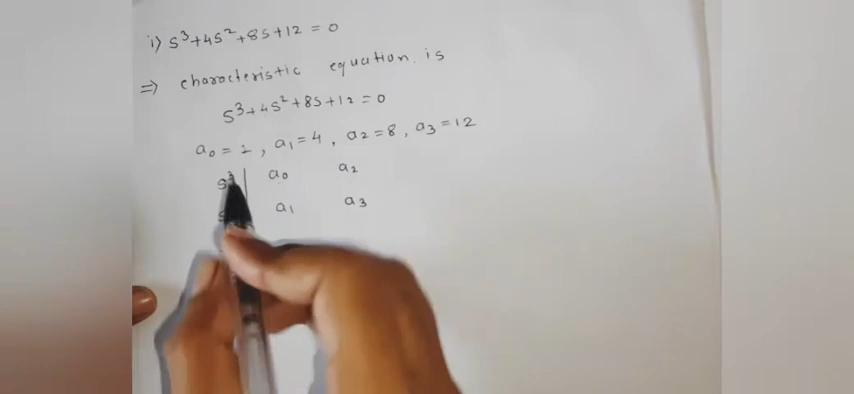 i) s³+4s²+8s+12 = 0
⇒ characteristic equation. is
s³+4s²+8s+12 = 0
a₀ = 1, a₁ = 4, a₂ = 8, a₃ = 12
s³ | a₀ a₂
a₁ a₃